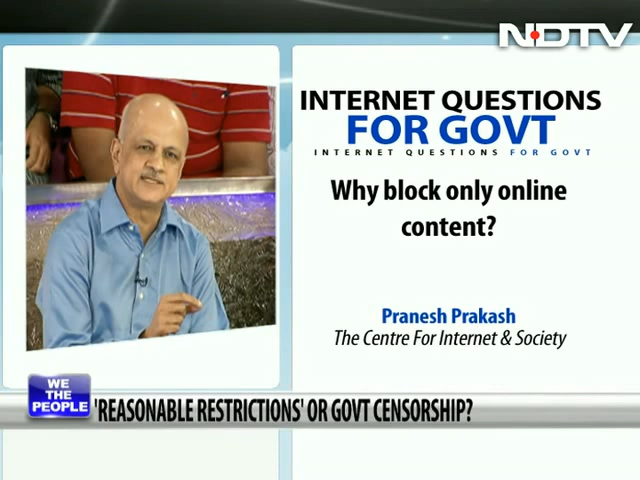 NDTV
INTERNET QUESTIONS
FOR GOVT
INTERNET QUESTIONS FOR GOVT
Why block only online
content?
Pranesh Prakash
The Centre For Internet & Society
WE
THE
PEOPLE
'REASONABLE RESTRICTIONS' OR GOVT CENSORSHIP?